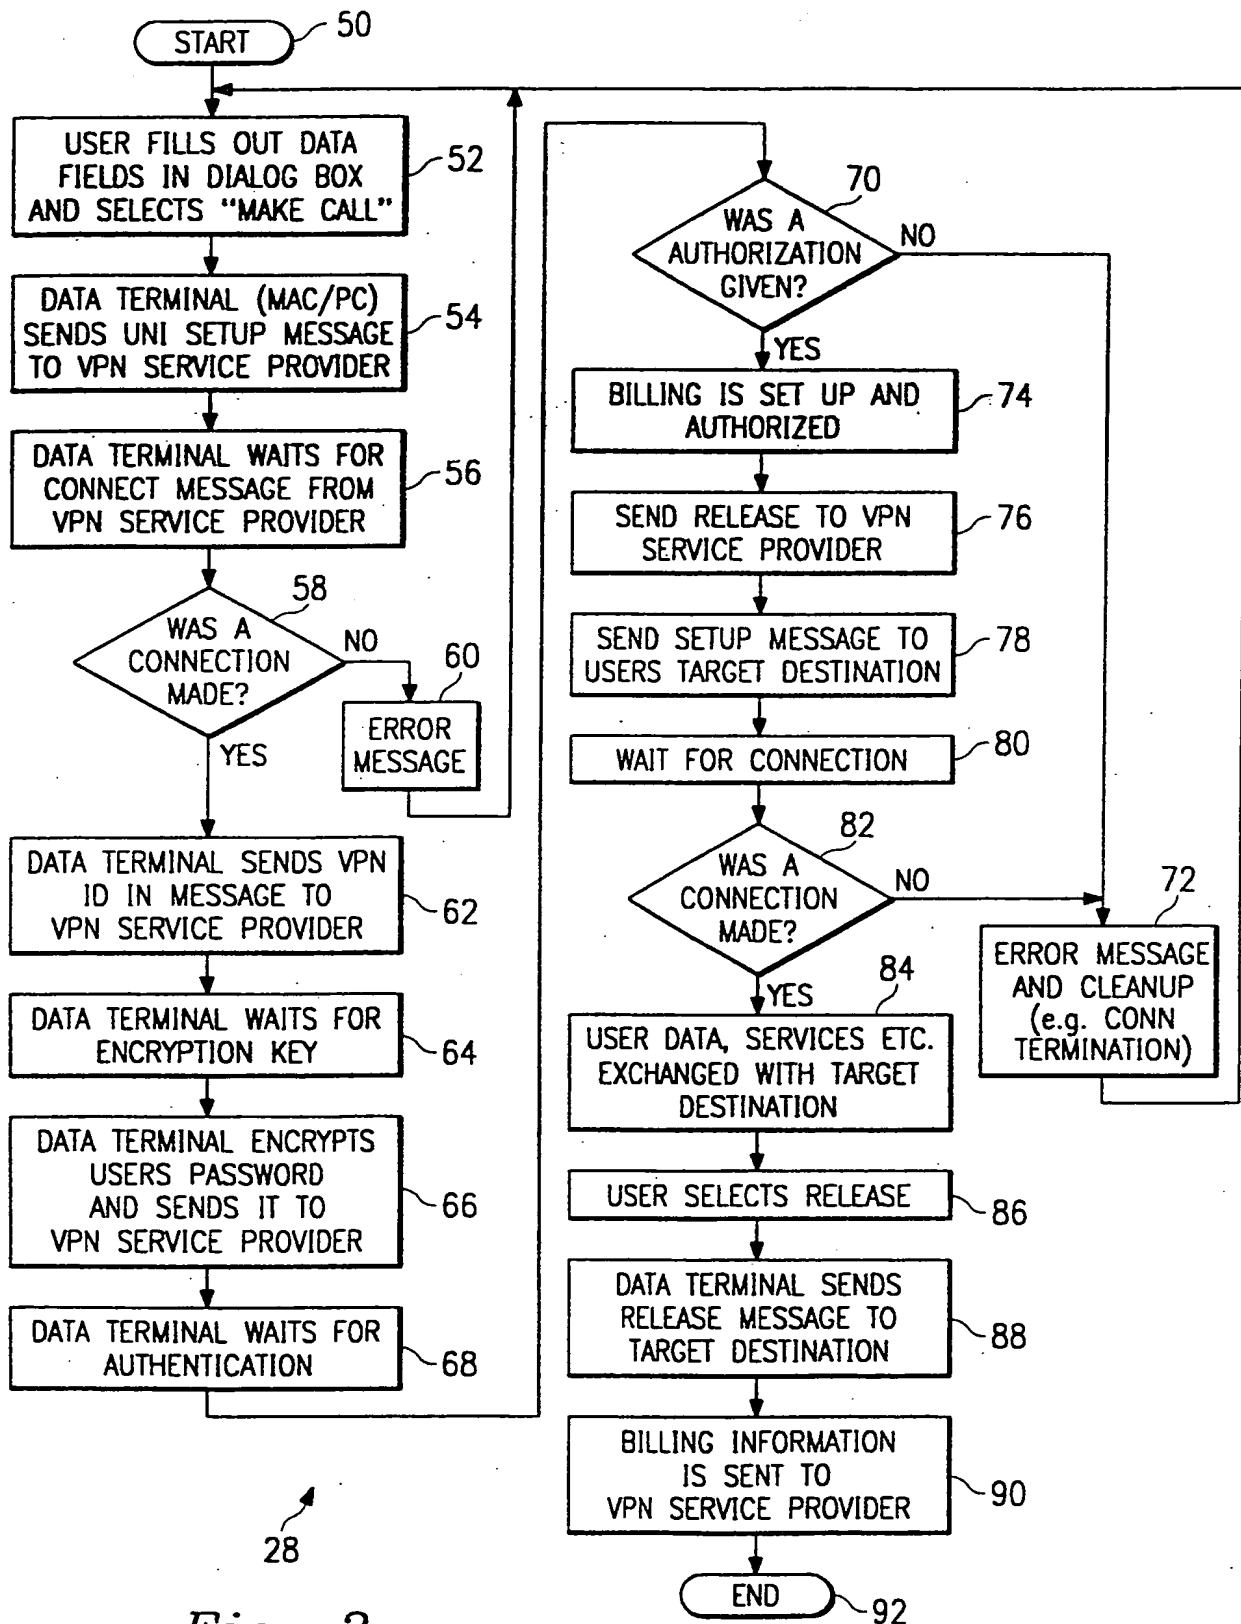 START
50
USER FILLS OUT DATA
FIELDS IN DIALOG BOX
AND SELECTS "MAKE CALL"
52
DATA TERMINAL (MAC/PC)
SENDS UNI SETUP MESSAGE
TO VPN SERVICE PROVIDER
54
DATA TERMINAL WAITS FOR
CONNECT MESSAGE FROM
VPN SERVICE PROVIDER
56
58
WAS A
CONNECTION
MADE?
NO
YES
60
ERROR
MESSAGE
DATA TERMINAL SENDS VPN
ID IN MESSAGE TO
VPN SERVICE PROVIDER
62
DATA TERMINAL WAITS FOR
ENCRYPTION KEY
64
DATA TERMINAL ENCRYPTS
USERS PASSWORD
AND SENDS IT TO
VPN SERVICE PROVIDER
66
DATA TERMINAL WAITS FOR
AUTHENTICATION
68
70
WAS A
AUTHORIZATION
GIVEN?
NO
YES
BILLING IS SET UP AND
AUTHORIZED
74
SEND RELEASE TO VPN
SERVICE PROVIDER
76
SEND SETUP MESSAGE TO
USERS TARGET DESTINATION
78
WAIT FOR CONNECTION
80
82
WAS A
CONNECTION
MADE?
NO
YES
72
ERROR MESSAGE
AND CLEANUP
(e.g. CONN
TERMINATION)
84
USER DATA, SERVICES ETC.
EXCHANGED WITH TARGET
DESTINATION
USER SELECTS RELEASE
86
DATA TERMINAL SENDS
RELEASE MESSAGE TO
TARGET DESTINATION
88
BILLING INFORMATION
IS SENT TO
VPN SERVICE PROVIDER
90
END
92
28